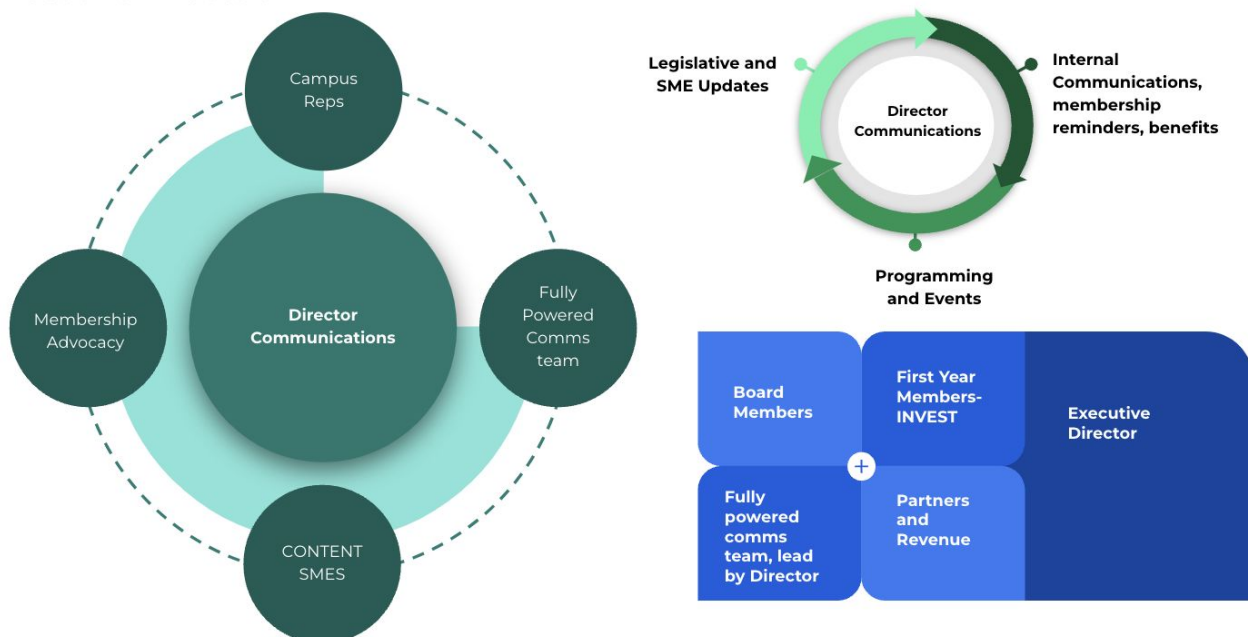 Campus
Reps
Membership
Advocacy
Director
Communications
Fully
Powered
Comms
team
CONTENT
SMES
Legislative and
SME Updates
Director
Communications
Internal
Communications,
membership
reminders, benefits
Programming
and Events
Board
Members
First Year
Members-
INVEST
Executive
Director
Fully
powered
comms
team, lead
by Director
Partners
and
Revenue